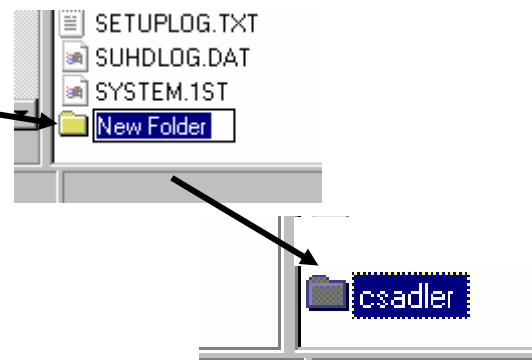 SETUPLOG.TXT
SUHDLOG.DAT
SYSTEM.1ST
New Folder
csadler